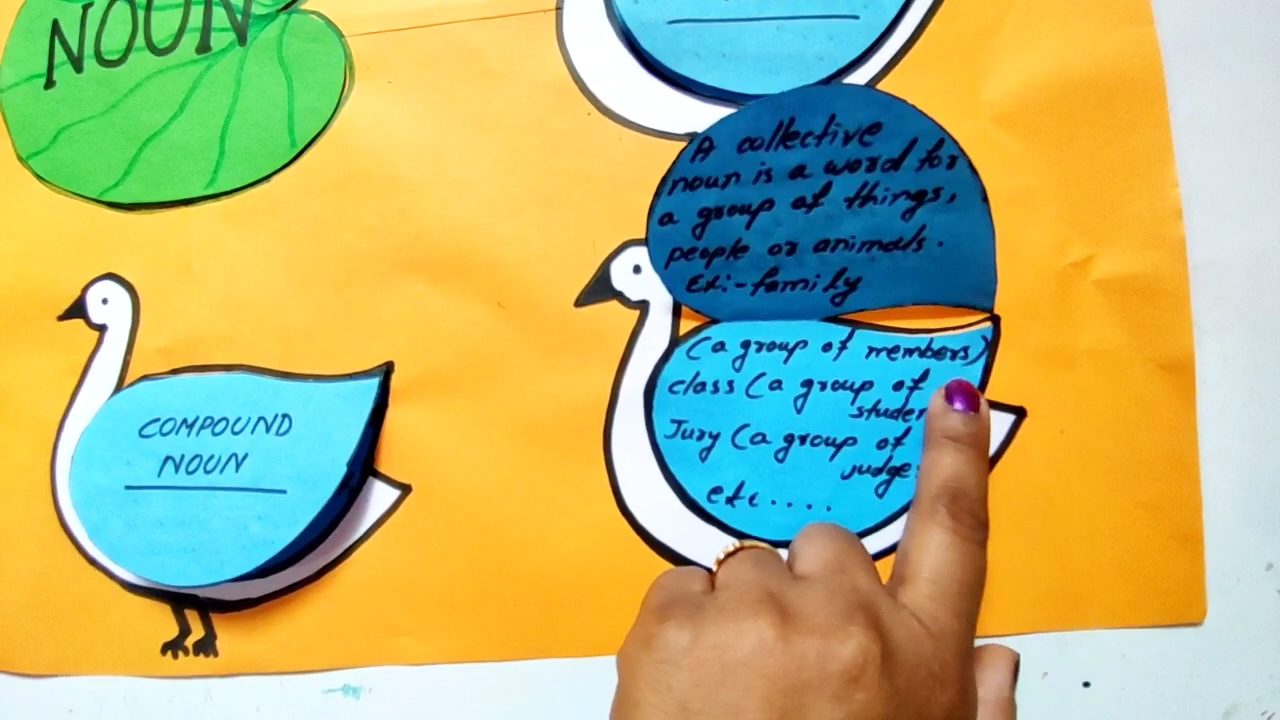 NOUN
A collective
noun is a word for
a group of things,
people or animals.
Ex:-family
(a group of members)
class (a group of
studen
Jury (a group of
judge
etc....
COMPOUND
NOUN